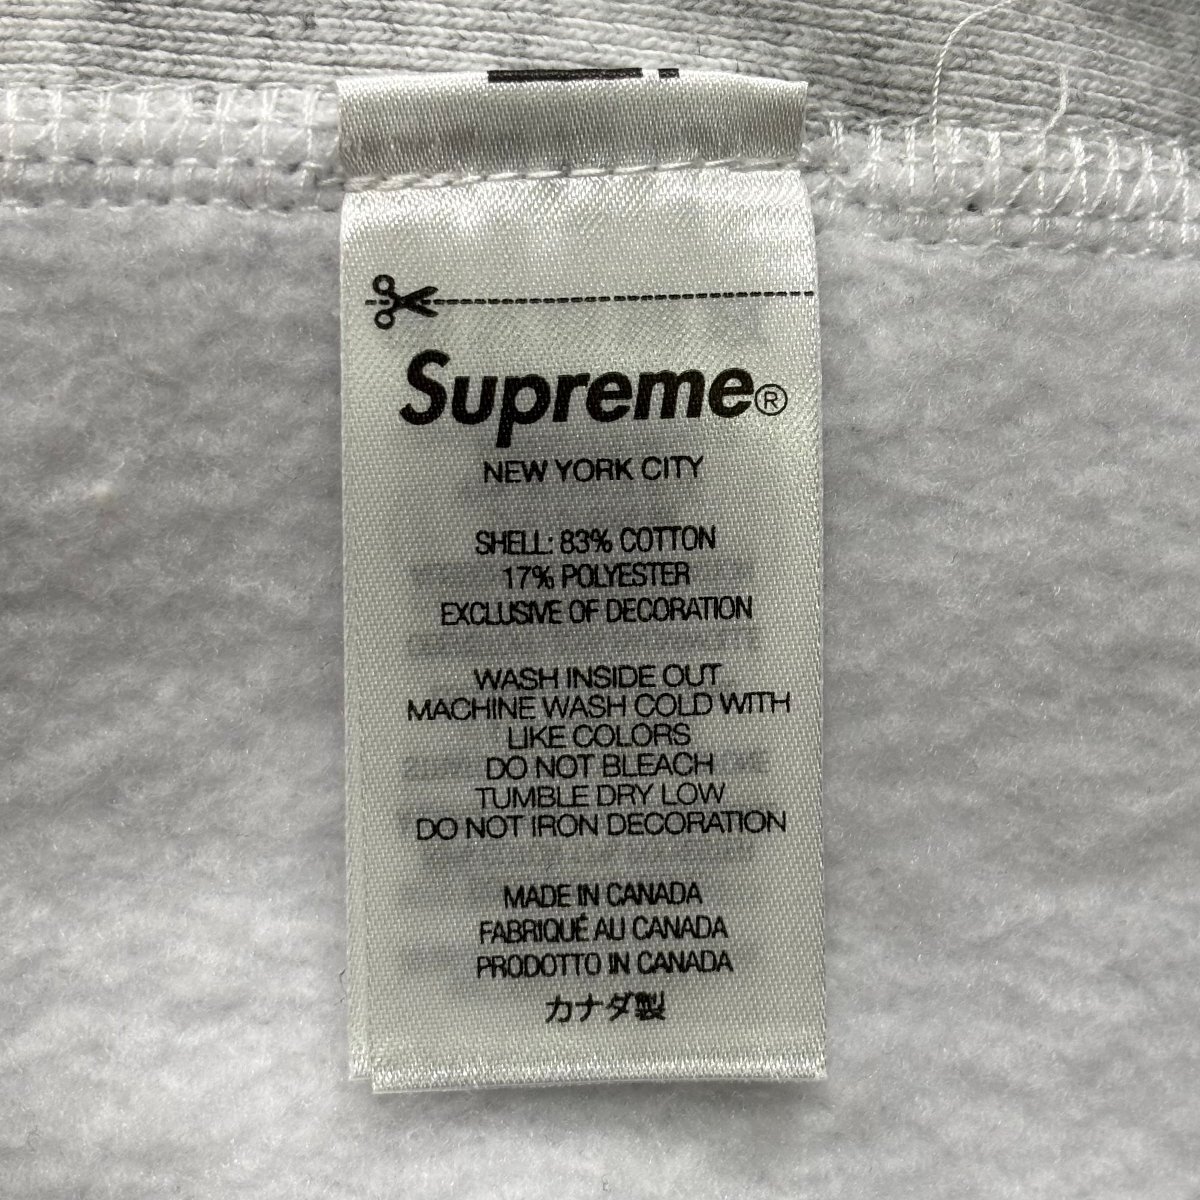 Supreme®
NEW YORK CITY
SHELL: 83% COTTON
17% POLYESTER
EXCLUSIVE OF DECORATION
WASH INSIDE OUT
MACHINE WASH COLD WITH
LIKE COLORS
DO NOT BLEACH
TUMBLE DRY LOW
DO NOT IRON DECORATION
MADE IN CANADA
FABRIQUÉ AU CANADA
PRODOTTO IN CANADA
カナダ製